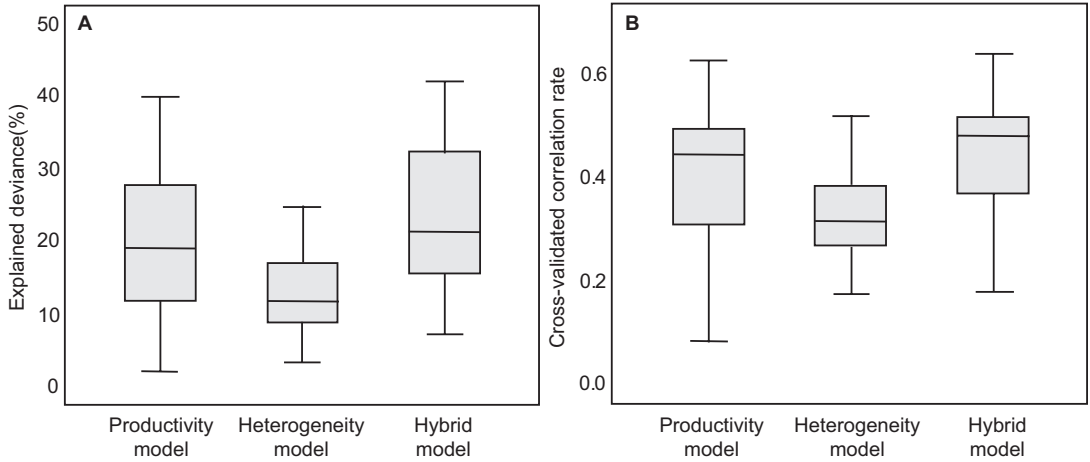 A
50
40
30
20
10
0
Explained deviance(%)
Productivity
model
Heterogeneity
model
Hybrid
model
B
0.6
0.4
0.2
0.0
Cross-validated correlation rate
Productivity
model
Heterogeneity
model
Hybrid
model